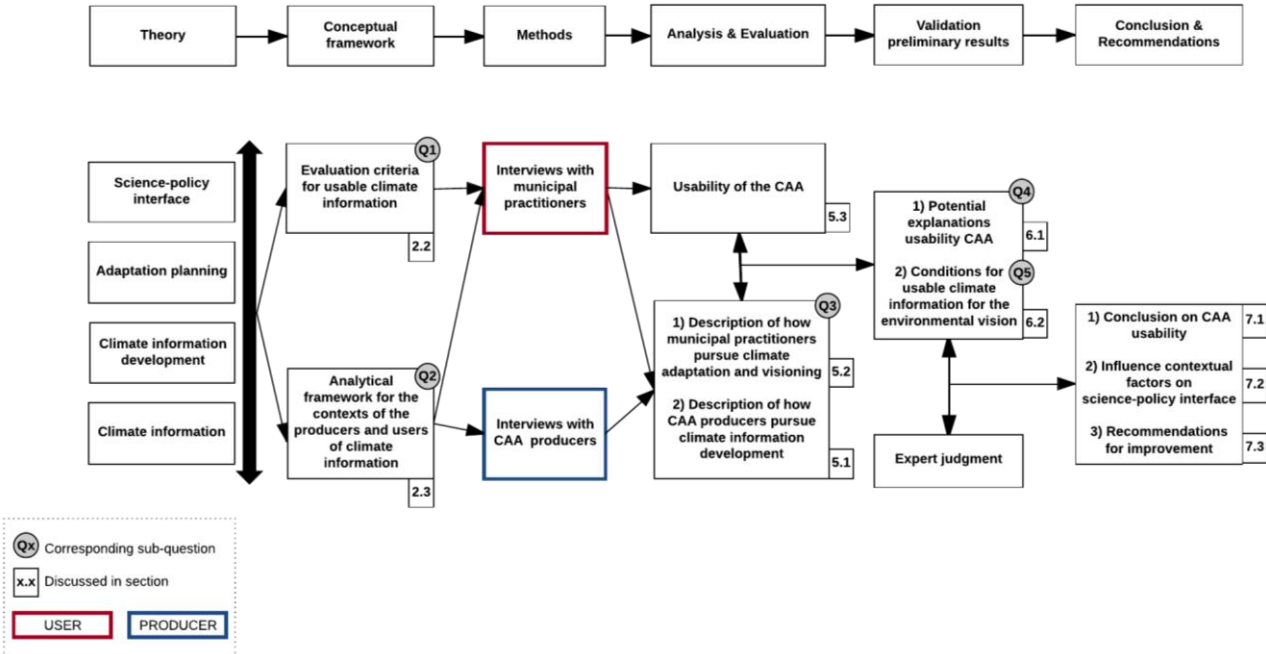 Theory
Conceptual
framework
Methods
Analysis & Evaluation
Validation
preliminary results
Conclusion &
Recommendations
Science-policy
interface
Adaptation planning
Climate information
development
Climate information
Q1
Evaluation criteria
for usable climate
information
2.2
Q2
Analytical
framework for the
contexts of the
producers and users
of climate
information
2.3
Interviews with
municipal
practitioners
Interviews with
CAA producers
Usability of the CAA
5.3
Q3
1) Description of how
municipal practitioners
pursue climate
adaptation and visioning
5.2
2) Description of how
CAA producers pursue
climate information
development
5.1
Q4
1) Potential
explanations
usability CAA
6.1
Q5
2) Conditions for
usable climate
information for the
environmental vision
6.2
Expert judgment
1) Conclusion on CAA
usability
7.1
2) Influence contextual
factors on
science-policy interface
7.2
3) Recommendations
for improvement
7.3
Qx Corresponding sub-question
x.x Discussed in section
USER PRODUCER